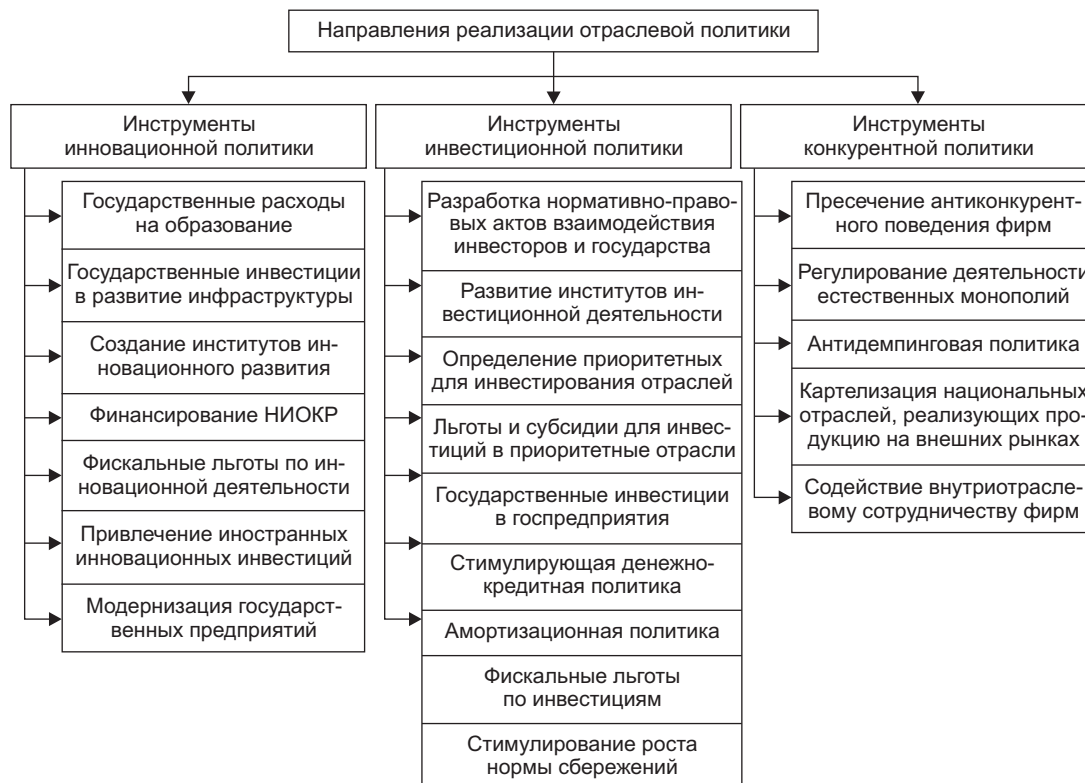 Направления реализации отраслевой политики
Инструменты
инновационной политики
Государственные расходы
на образование
Государственные инвестиции
в развитие инфраструктуры
Создание институтов ин-
новационного развития
Финансирование НИОКР
Фискальные льготы по ин-
новационной деятельности
Привлечение иностранных
инновационных инвестиций
Модернизация государст-
венных предприятий
Инструменты
инвестиционной политики
Разработка нормативно-пра-
вовых актов взаимодействия
инвесторов и государства
Развитие институтов ин-
вестиционной деятельности
Определение приоритетных
для инвестирования отраслей
Льготы и субсидии для инвес-
тиций в приоритетные отрасли
Государственные инвестиции
в госпредприятия
Стимулирующая денежно-
кредитная политика
Амортизационная политика
Фискальные льготы
по инвестициям
Стимулирование роста
нормы сбережений
Инструменты
конкурентной политики
Пресечение антиконкурент-
ного поведения фирм
Регулирование деятельности
естественных монополий
Антидемпинговая политика
Картелизация национальных
отраслей, реализующих про-
дукцию на внешних рынках
Содействие внутриотрасле-
вому сотрудничеству фирм